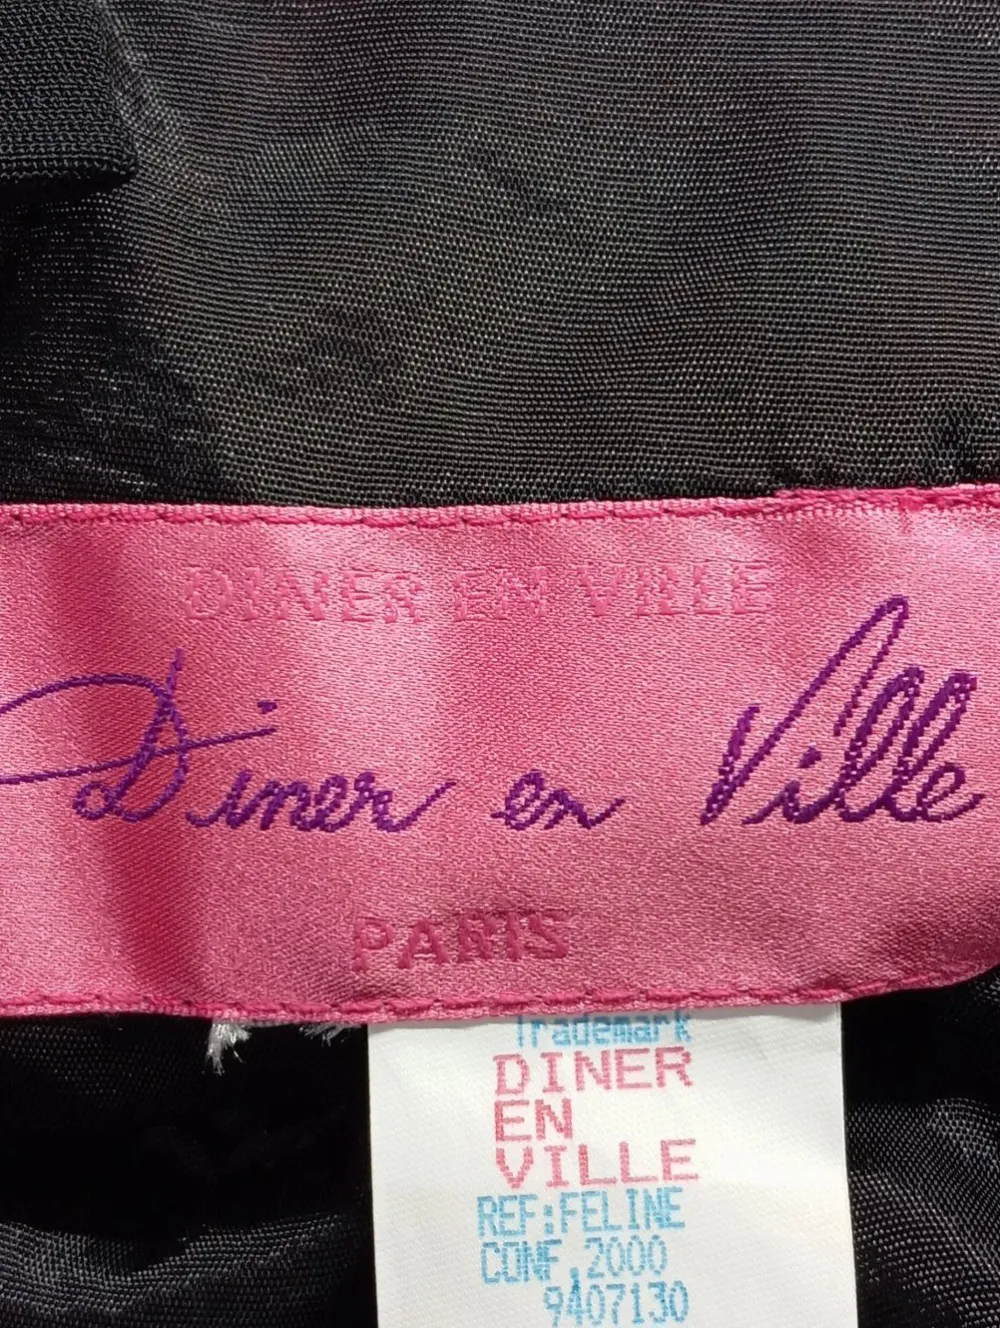 DINER EN VILLE
Diner en Ville
PARIS
Trademark
DINER
EN
VILLE
REF:FELINE
CONF,2000
9407130